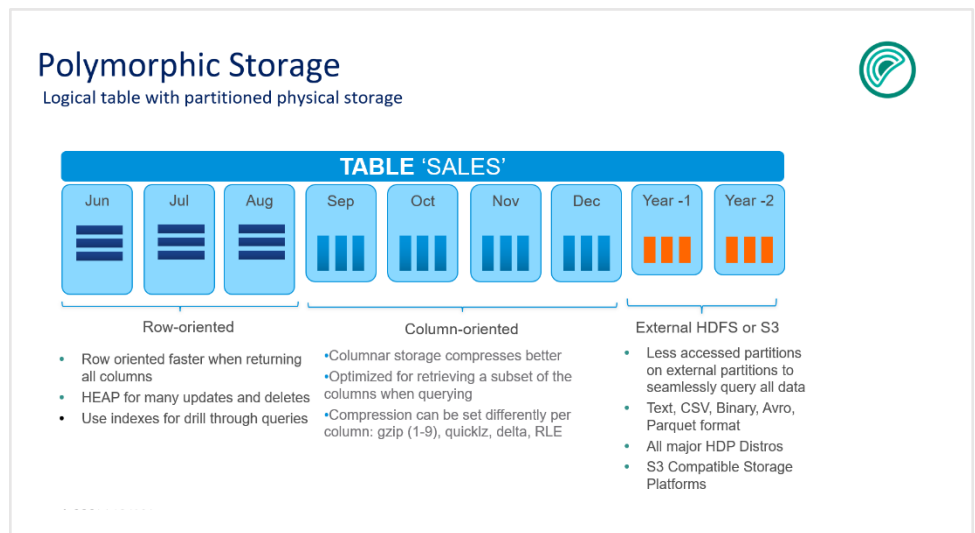 Polymorphic Storage
Logical table with partitioned physical storage
TABLE ‘SALES’
Jun
Jul
Aug
Sep
Oct
Nov
Dec
Year -1
Year -2
Row-oriented
• Row oriented faster when returning
all columns
• HEAP for many updates and deletes
• Use indexes for drill through queries
Column-oriented
•Columnar storage compresses better
•Optimized for retrieving a subset of the
columns when querying
•Compression can be set differently per
column: gzip (1-9), quicklz, delta, RLE
External HDFS or S3
• Less accessed partitions
on external partitions to
seamlessly query all data
• Text, CSV, Binary, Avro,
Parquet format
• All major HDP Distros
• S3 Compatible Storage
Platforms